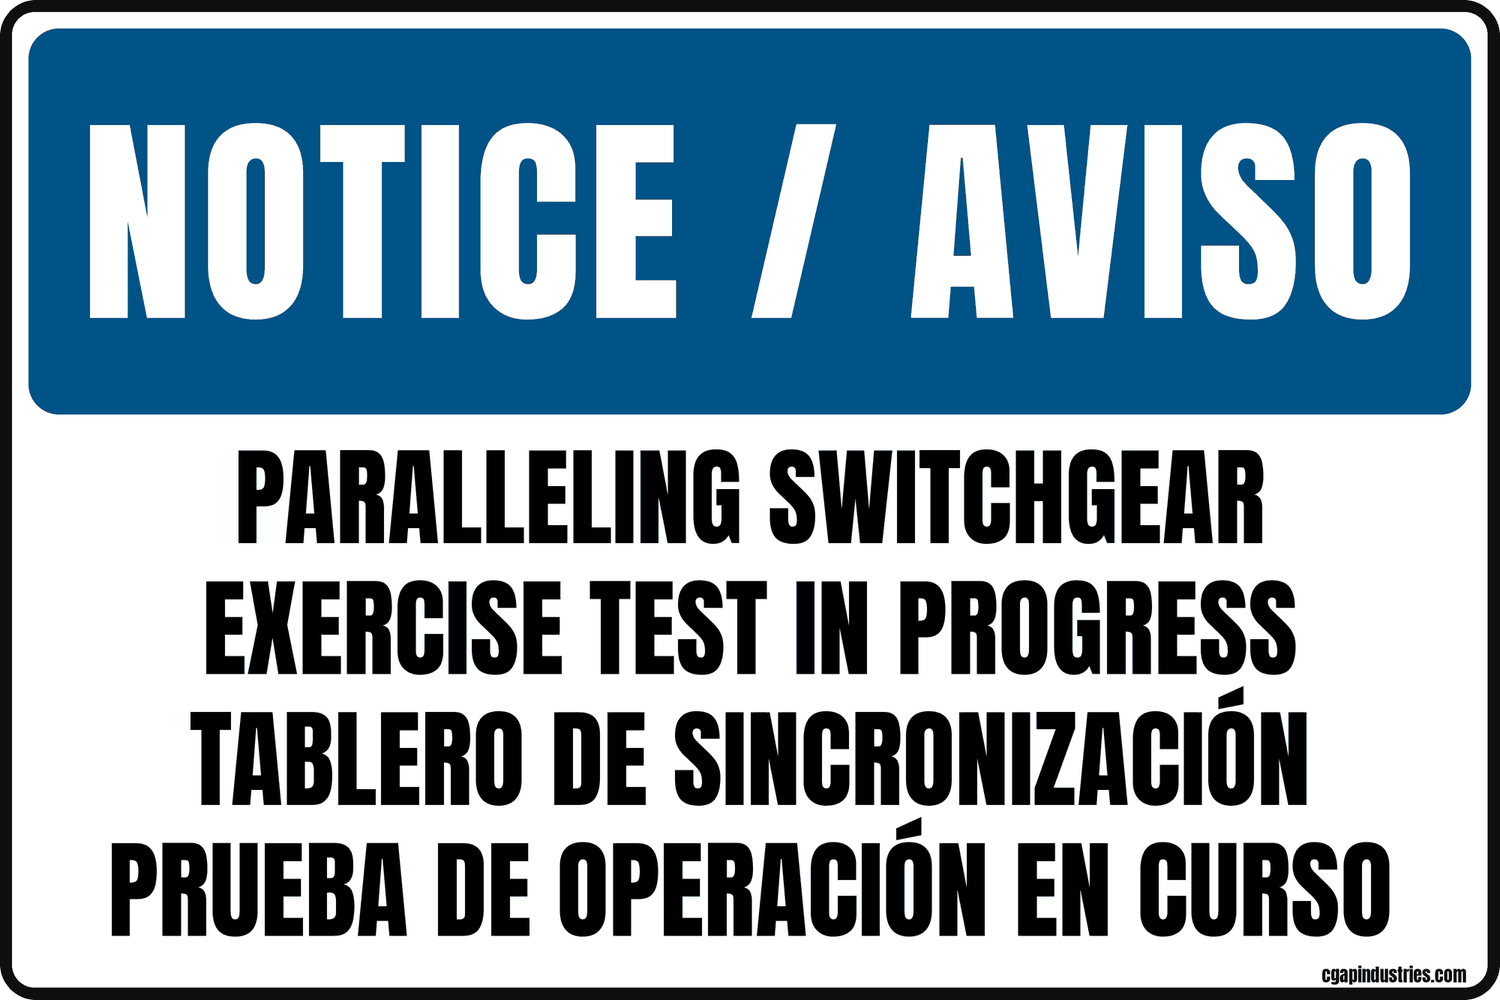 NOTICE / AVISO
PARALLELING SWITCHGEAR
EXERCISE TEST IN PROGRESS
TABLERO DE SINCRONIZACIÓN
PRUEBA DE OPERACIÓN EN CURSO
cgapindustries.com